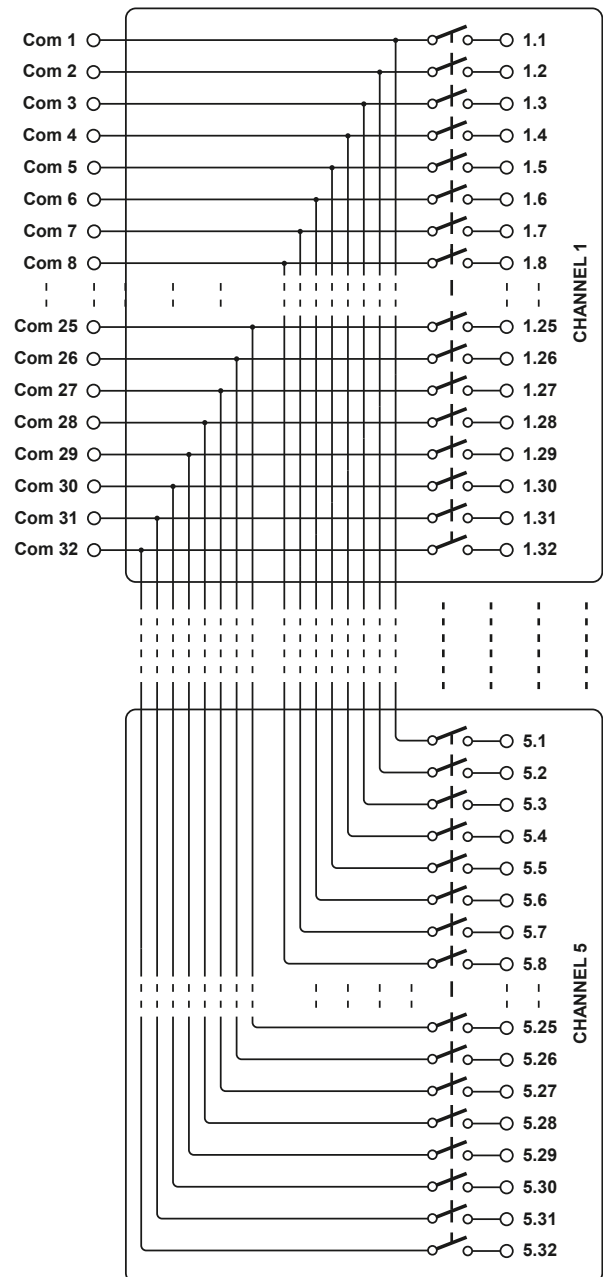 Com 1 1.1
Com 2 1.2
Com 3 1.3
Com 4 1.4
Com 5 1.5
Com 6 1.6
Com 7 1.7
Com 8 1.8
CHANNEL 1
Com 25 1.25
Com 26 1.26
Com 27 1.27
Com 28 1.28
Com 29 1.29
Com 30 1.30
Com 31 1.31
Com 32 1.32
5.1
5.2
5.3
5.4
5.5
5.6
5.7
5.8
CHANNEL 5
5.25
5.26
5.27
5.28
5.29
5.30
5.31
5.32